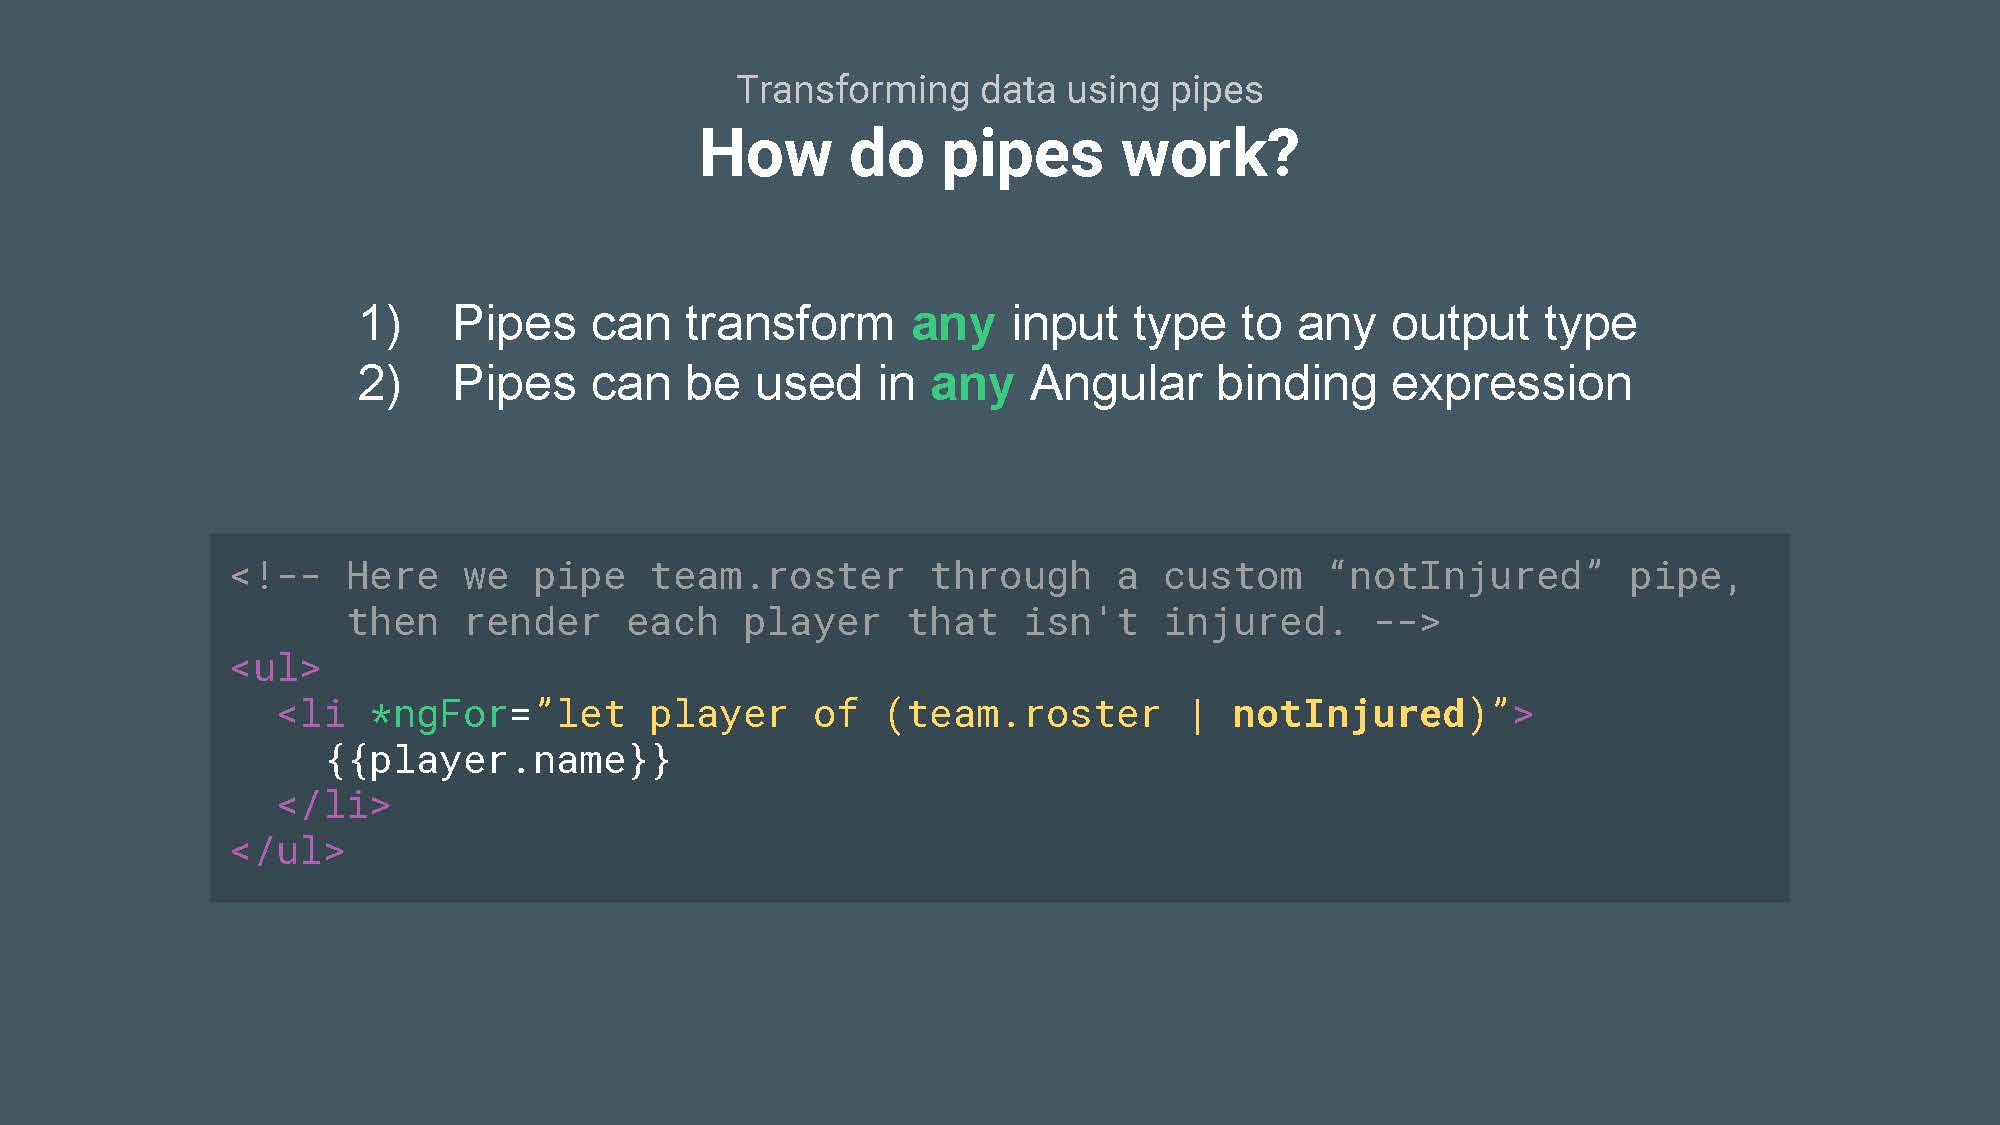 Transforming data using pipes
How do pipes work?
1) Pipes can transform any input type to any output type
2) Pipes can be used in any Angular binding expression
<!-- Here we pipe team.roster through a custom “notInjured” pipe,
then render each player that isn't injured. -->
<ul>
<li *ngFor=”let player of (team.roster | notInjured)”>
{{player.name}}
</li>
</ul>